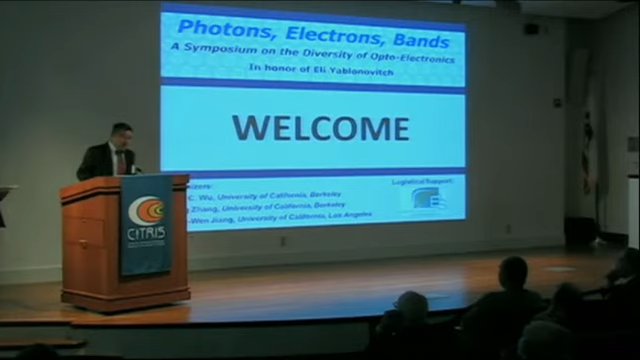 Photons, Electrons, Bands
A Symposium on the Diversity of Opto-Electronics
In honor of Eli Yablonovitch
WELCOME
izers:
Logistical Support:
C. Wu, University of California, Berkeley
Zhang, University of California, Berkeley
-Wen Jiang, University of California, Los Angeles
CITRIS